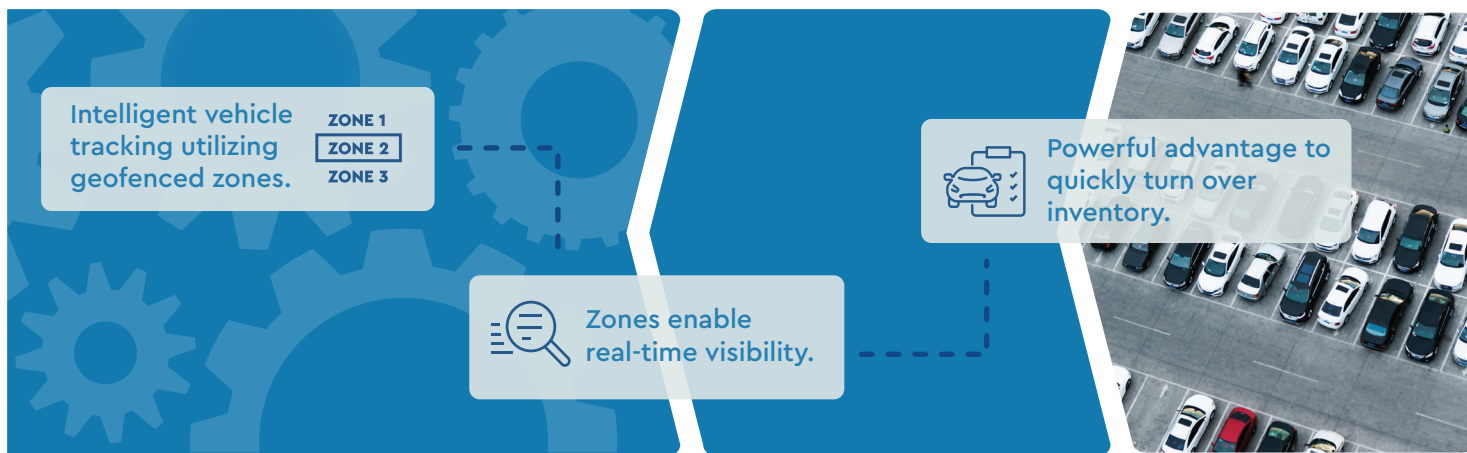 Intelligent vehicle
tracking utilizing
geofenced zones.
ZONE 1
ZONE 2
ZONE 3
Zones enable
real-time visibility.
Powerful advantage to
quickly turn over
inventory.